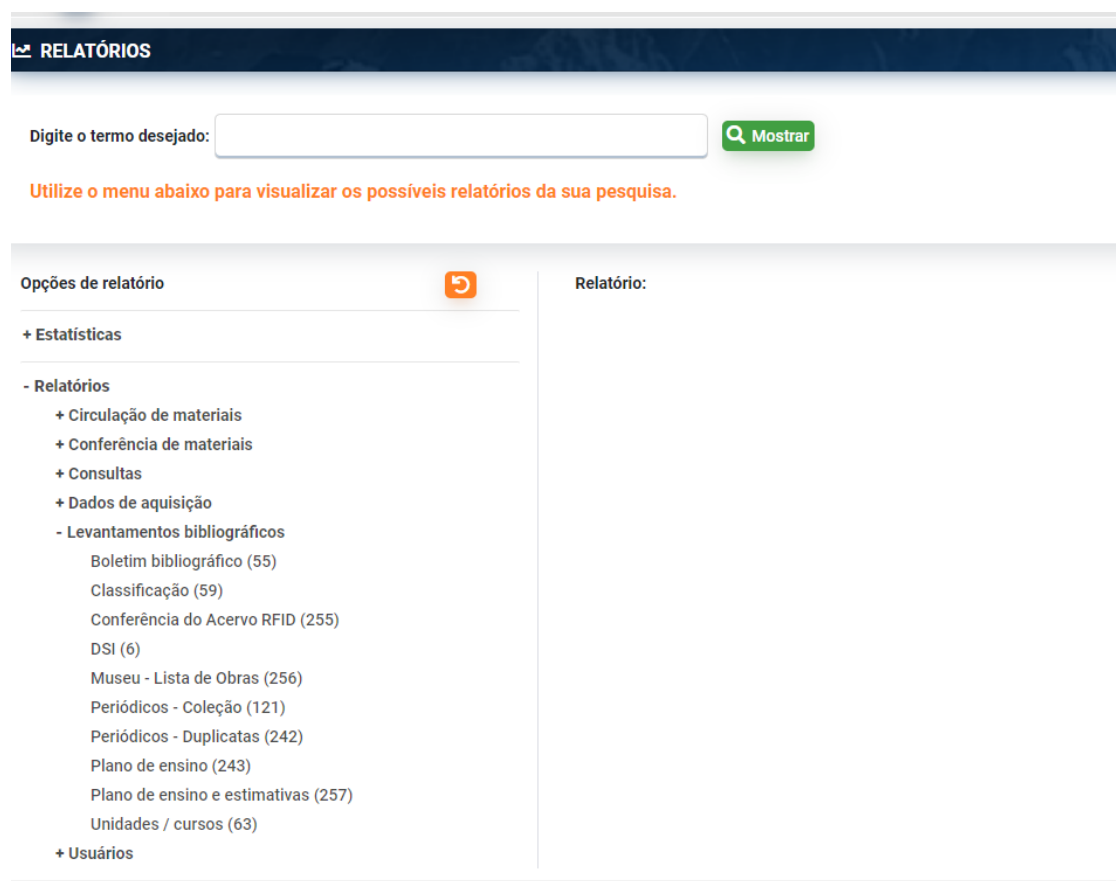 RELATÓRIOS
Digite o termo desejado:
Mostrar
Utilize o menu abaixo para visualizar os possíveis relatórios da sua pesquisa.
Opções de relatório
+ Estatísticas
- Relatórios
+ Circulação de materiais
+ Conferência de materiais
+ Consultas
+ Dados de aquisição
- Levantamentos bibliográficos
Boletim bibliográfico (55)
Classificação (59)
Conferência do Acervo RFID (255)
DSI (6)
Museu - Lista de Obras (256)
Periódicos - Coleção (121)
Periódicos - Duplicatas (242)
Plano de ensino (243)
Plano de ensino e estimativas (257)
Unidades / cursos (63)
+ Usuários
Relatório: